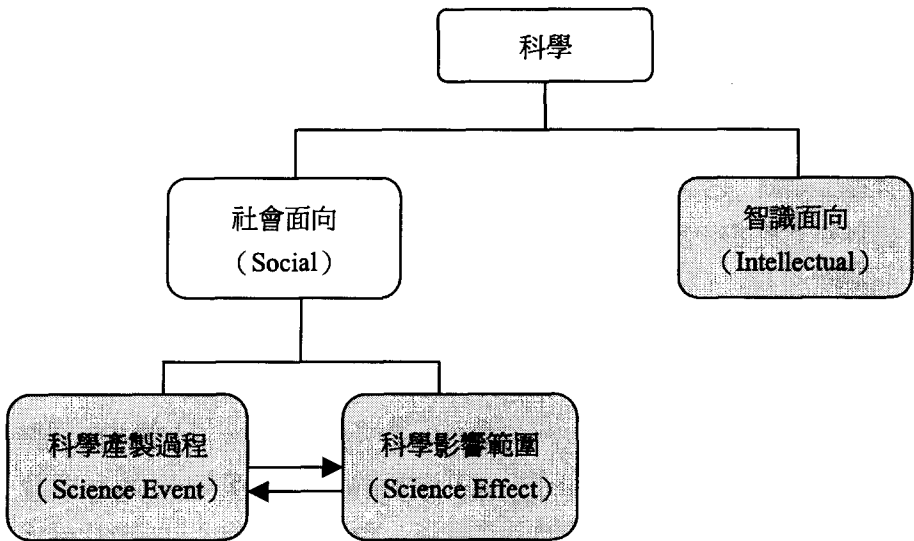 科學
社會面向
（Social）
智識面向
（Intellectual）
科學產製過程
（Science Event）
科學影響範圍
（Science Effect）